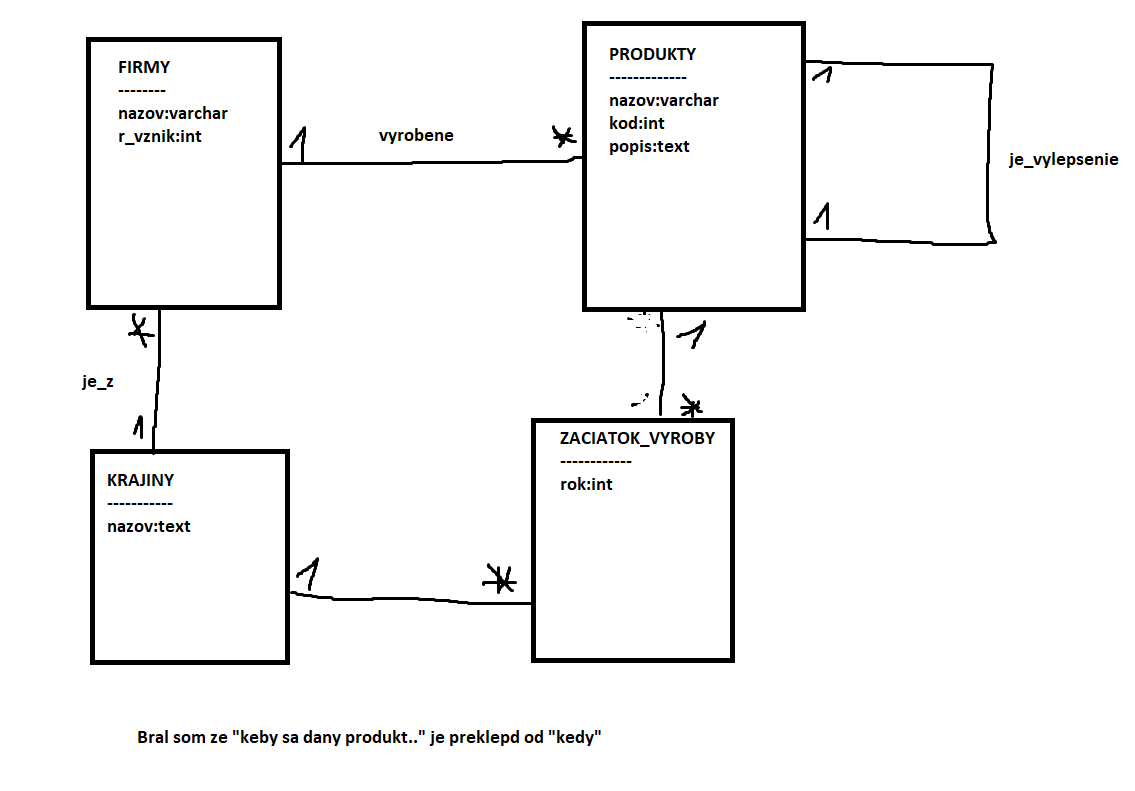 FIRMY
--------
nazov:varchar
r_vznik:int
1
vyrobene
*
PRODUKTY
-------------
nazov:varchar
kod:int
popis:text
1
je_vylepsenie
1
*
je_z
1
1
*
KRAJINY
-----------
nazov:text
1
*
ZACIATOK_VYROBY
------------
rok:int
Bral som ze "keby sa dany produkt.." je preklepd od "kedy"